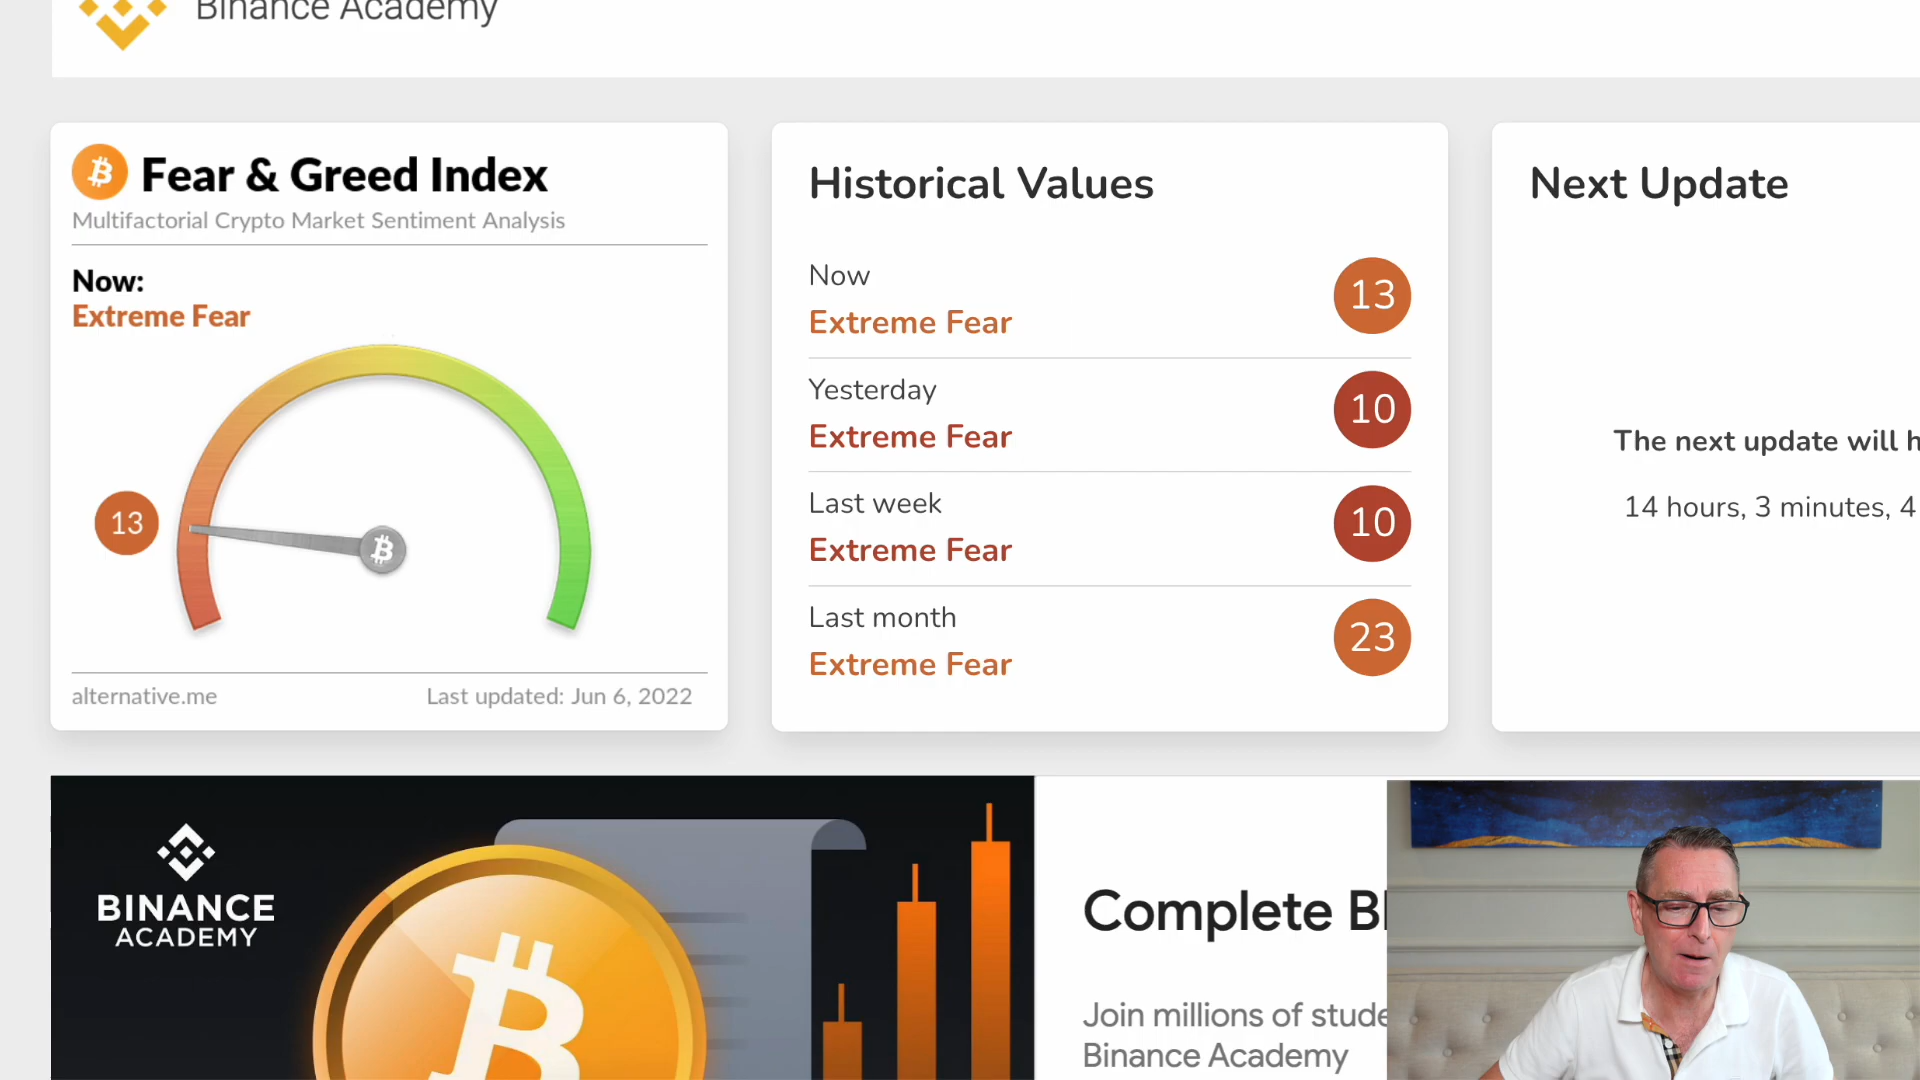 Binance Academy
Fear & Greed Index
Multifactorial Crypto Market Sentiment Analysis
Now:
Extreme Fear
13
alternative.me
Last updated: Jun 6, 2022
Historical Values
Now
Extreme Fear
13
Yesterday
Extreme Fear
10
Last week
Extreme Fear
10
Last month
Extreme Fear
23
Next Update
The next update will h
14 hours, 3 minutes, 4
BINANCE
ACADEMY
Complete B
Join millions of stude
Binance Academy